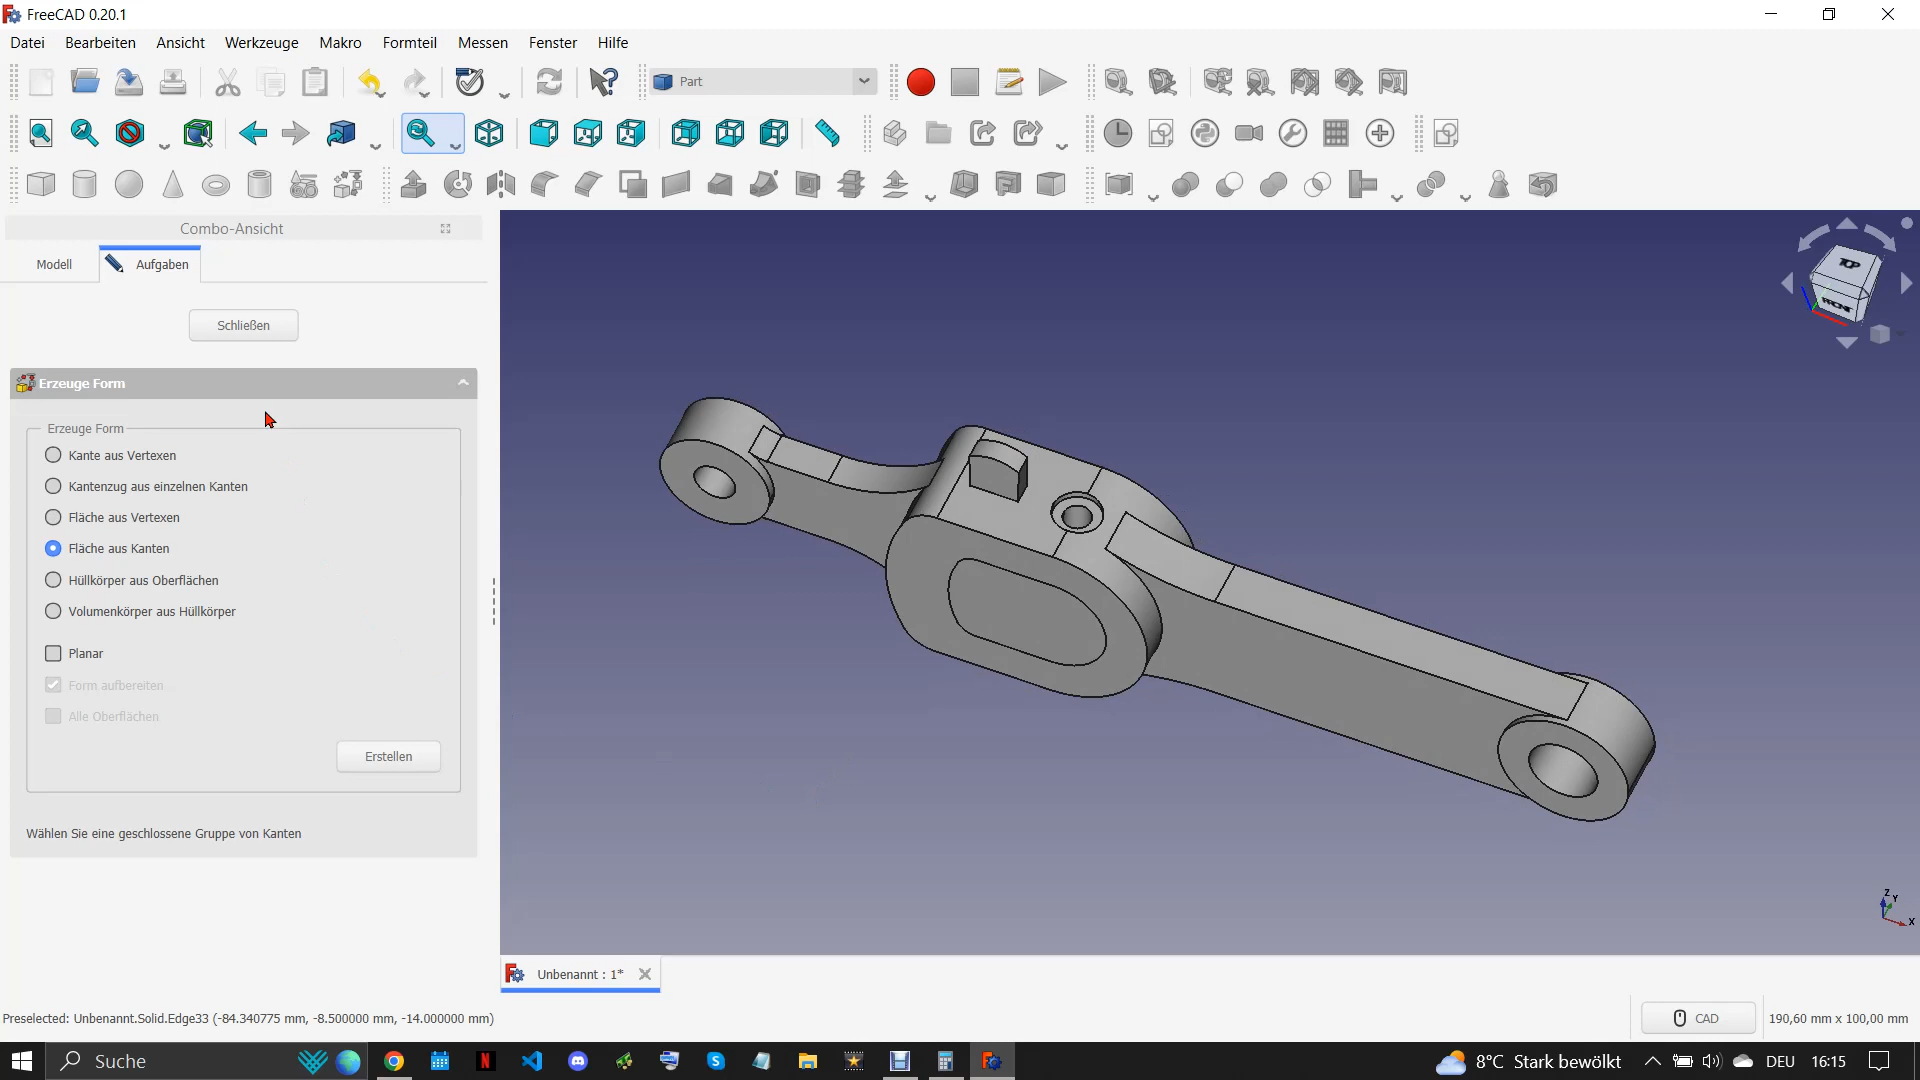 FreeCAD 0.20.1
Datei Bearbeiten Ansicht Werkzeuge Makro Formteil Messen Fenster Hilfe
Part
Combo-Ansicht
Modell Aufgaben
Schließen
Erzeuge Form
Erzeuge Form
Kante aus Vertexen
Kantenzug aus einzelnen Kanten
Fläche aus Vertexen
Fläche aus Kanten
Hüllkörper aus Oberflächen
Volumenkörper aus Hüllkörper
Planar
Form aufbereiten
Alle Oberflächen
Erstellen
Wählen Sie eine geschlossene Gruppe von Kanten
TOP
FRONT
Z
Y
X
Unbenannt : 1*
Preselected: Unbenannt.Solid.Edge33 (-84.340775 mm, -8.500000 mm, -14.000000 mm)
CAD
190,60 mm x 100,00 mm
Suche
8°C Stark bewölkt
DEU
16:15